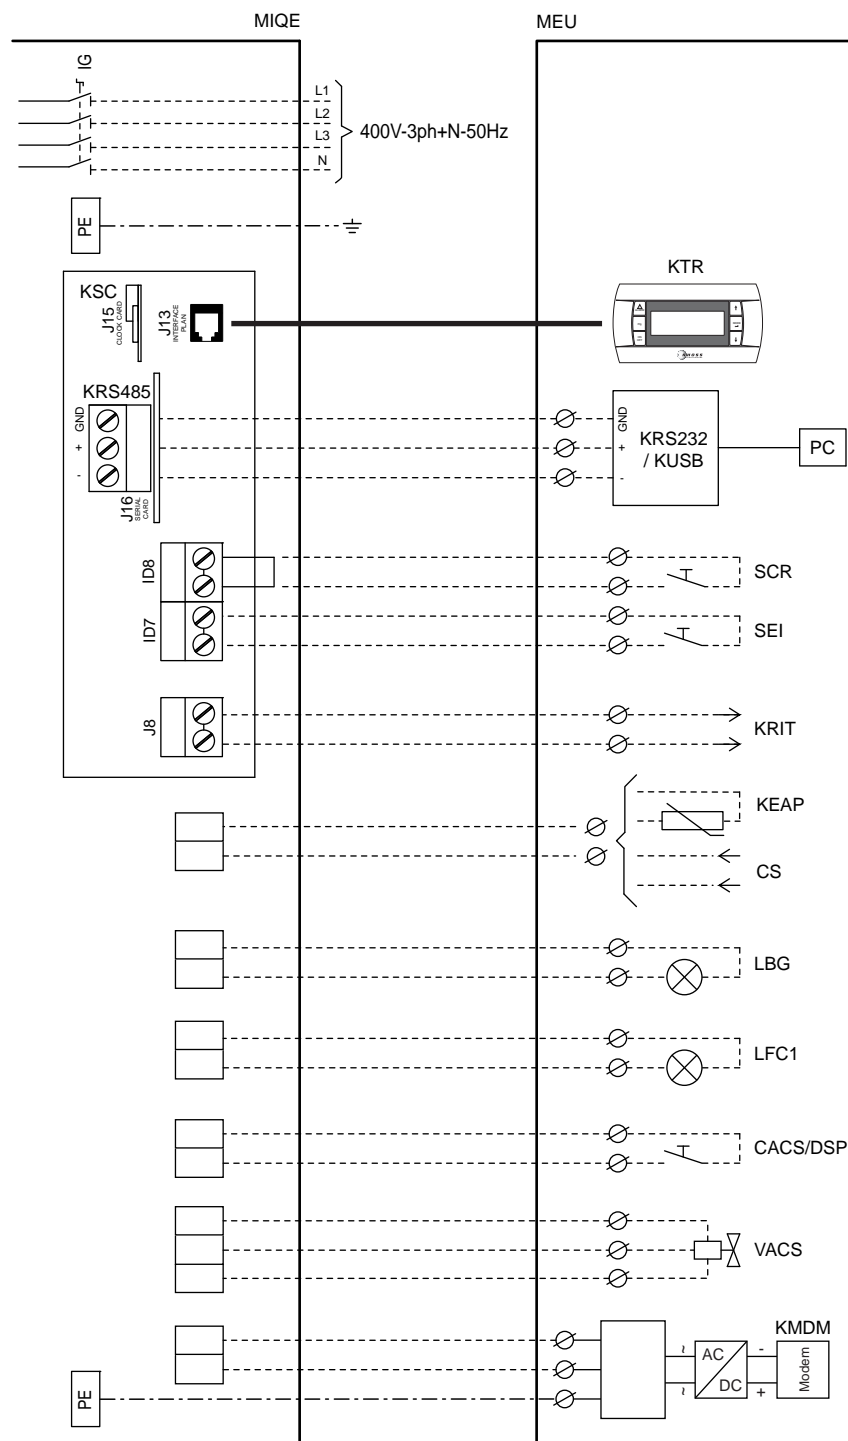 MIQE
MEU
IG
L1
L2
L3
N
400V-3ph+N-50Hz
PE
KTR
KSC
J15
CLOCK CARD
J13
INTERFACE
PLAN
RHOSS
KRS485
GND
+
-
J16
SERIAL
CARD
GND
+
-
KRS232
/ KUSB
PC
ID8
SCR
ID7
SEI
J8
KRIT
KEAP
CS
LBG
LFC1
CACS/DSP
VACS
KMDM
~
~
AC
DC
-
+
Modem
PE